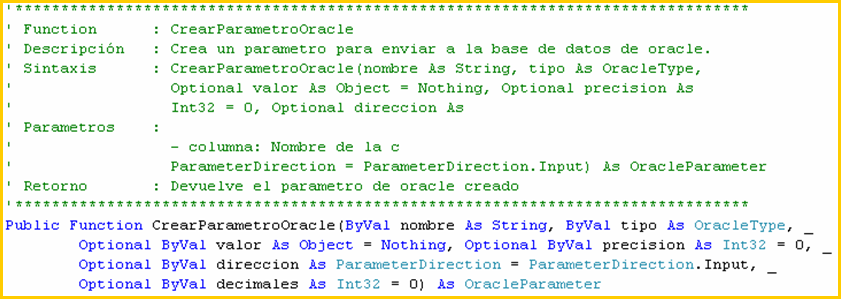 '**************************************************************************
' Function : CrearParametroOracle
' Descripción : Crea un parametro para enviar a la base de datos de oracle.
' Sintaxis : CrearParametroOracle(nombre As String, tipo As OracleType,
' Optional valor As Object = Nothing, Optional precision As
' Int32 = 0, Optional direccion As
' Parametros :
' - columna: Nombre de la c
' ParameterDirection = ParameterDirection.Input) As OracleParameter
' Retorno : Devuelve el parametro de oracle creado
'**************************************************************************
Public Function CrearParametroOracle(ByVal nombre As String, ByVal tipo As OracleType, _
Optional ByVal valor As Object = Nothing, Optional ByVal precision As Int32 = 0, _
Optional ByVal direccion As ParameterDirection = ParameterDirection.Input, _
Optional ByVal decimales As Int32 = 0) As OracleParameter